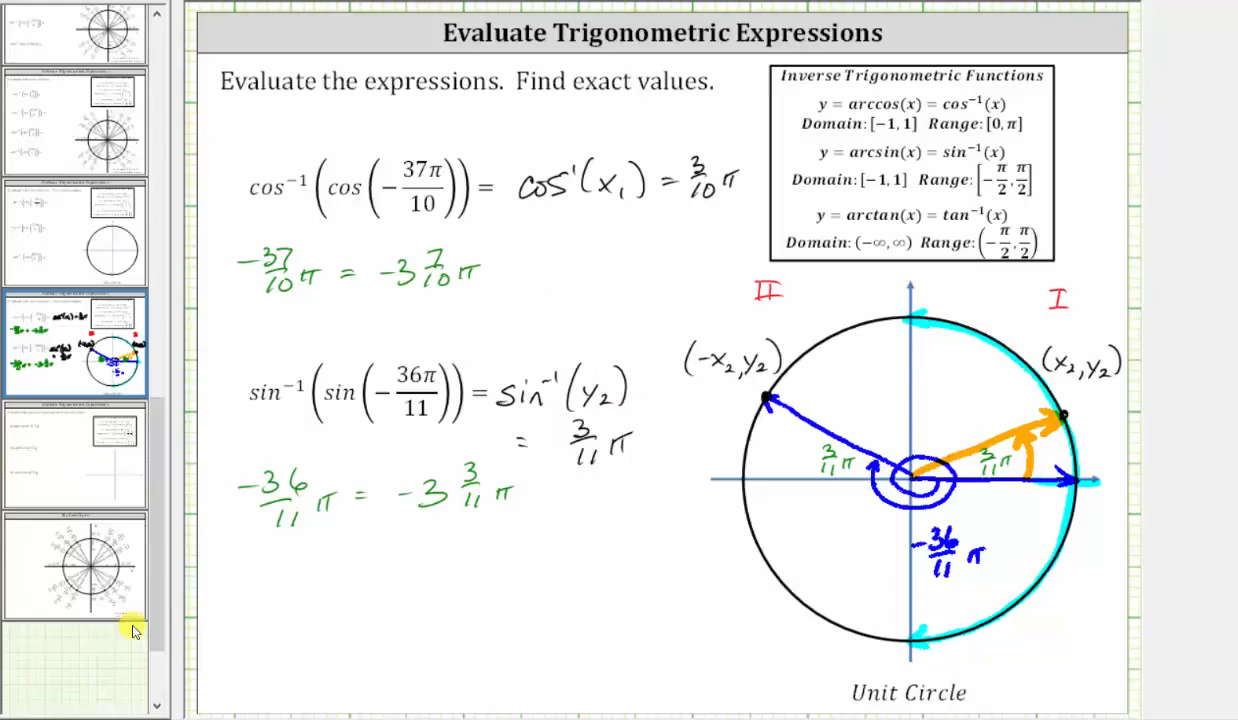 Evaluate Trigonometric Expressions
Evaluate the expressions. Find exact values.
Inverse Trigonometric Functions
y = arccos(x) = cos⁻¹(x)
Domain: [−1, 1] Range: [0, π]
y = arcsin(x) = sin⁻¹(x)
Domain: [−1, 1] Range: [−π/2, π/2]
y = arctan(x) = tan⁻¹(x)
Domain: (−∞, ∞) Range: (−π/2, π/2)
cos⁻¹(cos(−37π/10)) = cos⁻¹(x₁) = 3/10 π
−37/10 π = −3 7/10 π
sin⁻¹(sin(−36π/11)) = sin⁻¹(y₂)
= 3/11 π
−36/11 π = −3 3/11 π
II
I
(−x₂, y₂)
(x₂, y₂)
3/11 π
3/11 π
−36/11 π
Unit Circle